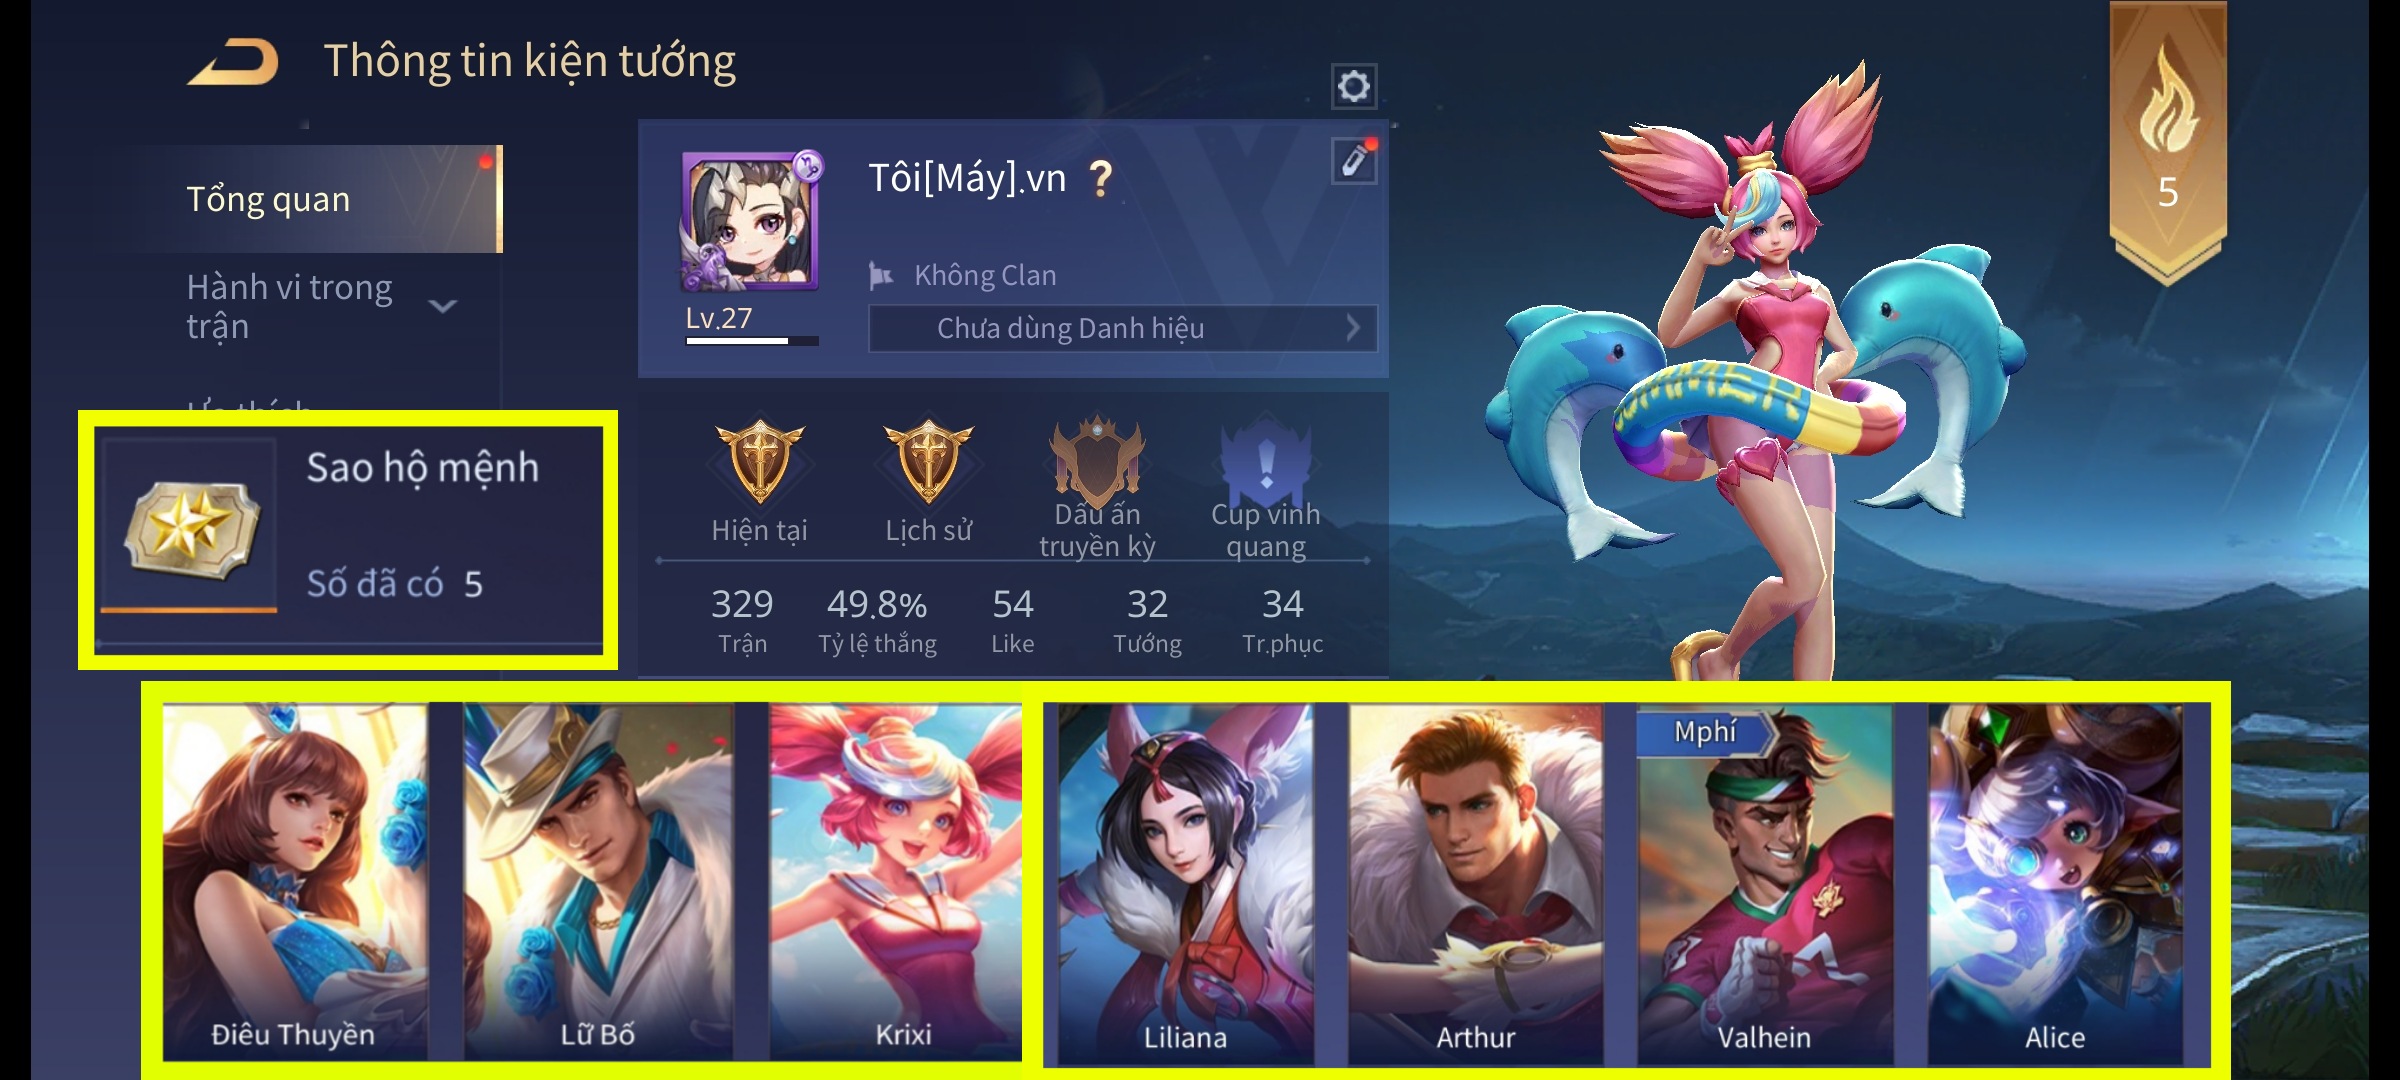 Thông tin kiện tướng
Tổng quan
Hành vi trong
trận
Ưa thích
Tôi[Máy].vn ?
Không Clan
Lv.27
Chưa dùng Danh hiệu
5
Sao hộ mệnh
Số đã có 5
Hiện tại
Lịch sử
Dấu ấn
truyền kỳ
Cup vinh
quang
329 49.8% 54 32 34
Trận Tỷ lệ thắng Like Tướng Tr.phục
Mphí
Điêu Thuyền
Lữ Bố
Krixi
Liliana
Arthur
Valhein
Alice